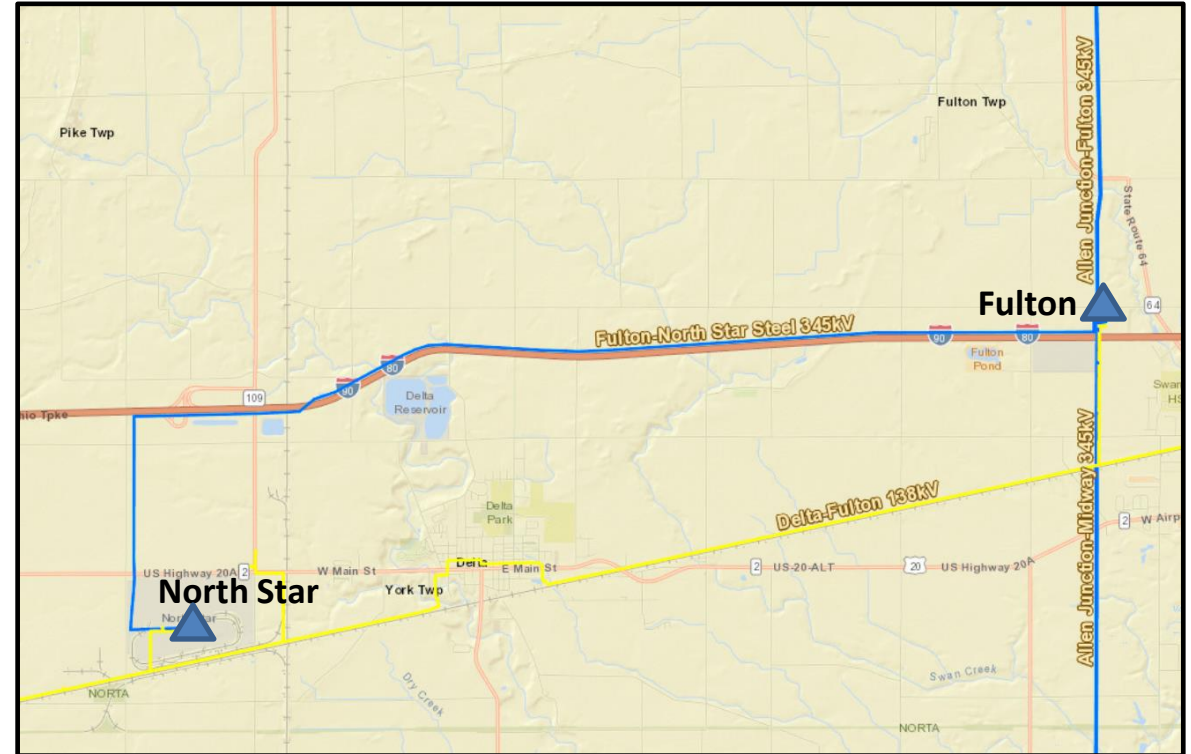 Fulton Twp
Pike Twp
Allen Junction-Fulton 345kV
State Route 64
Fulton
64
Fulton-North Star Steel 345kV
90
80
Fulton
Pond
80
90
109
Delta
Reservoir
Swan
HS
Allen Junction-Midway 345kV
Delta
Park
Delta-Fulton 138kV
2
W Airp
US Highway 20A
2
W Main St
Delta
E Main St
2
US-20-ALT
20
US Highway 20A
North Star
York Twp
Swan Creek
Dry Creek
NORTA
NORTA